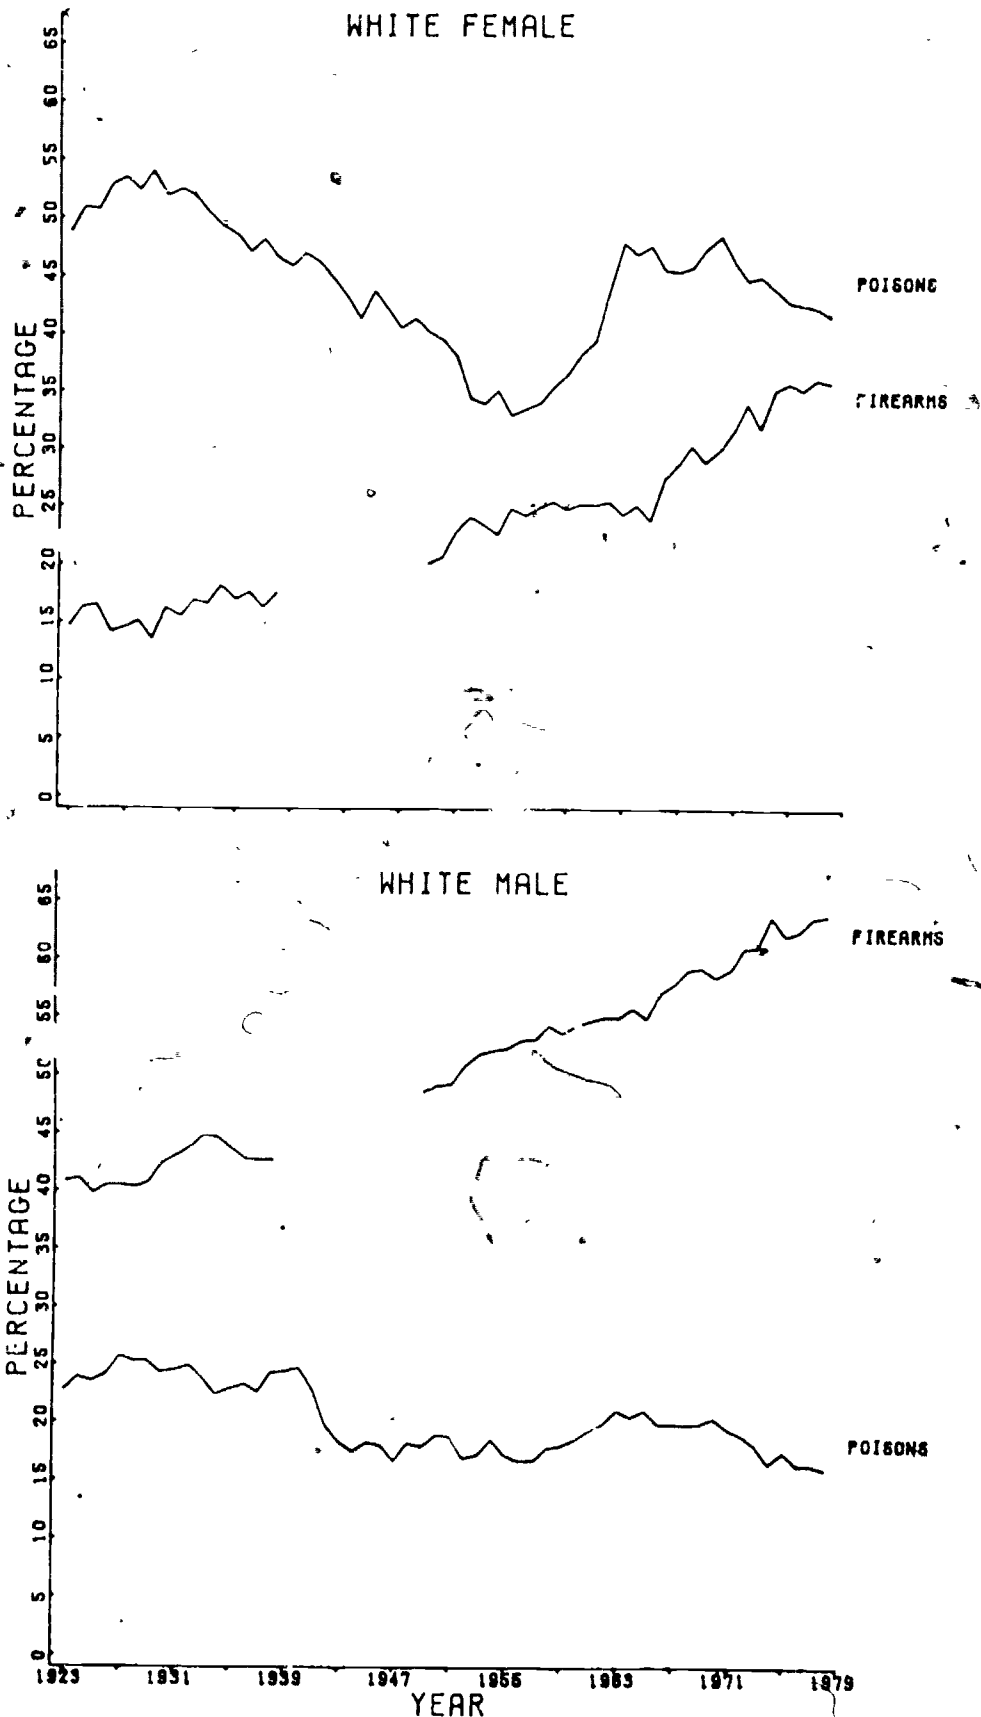 WHITE FEMALE
65
60
55
50
45
40
35
30
25
20
15
10
5
0
PERCENTAGE
POISONS
FIREARMS
WHITE MALE
65
60
55
50
45
40
35
30
25
20
15
10
5
0
PERCENTAGE
FIREARMS
POISONS
1923 1931 1939 1947 1955 1963 1971 1979
YEAR